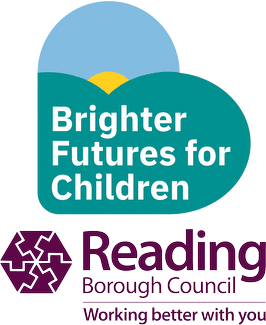 Brighter
Futures for
Children
Reading
Borough Council
Working better with you